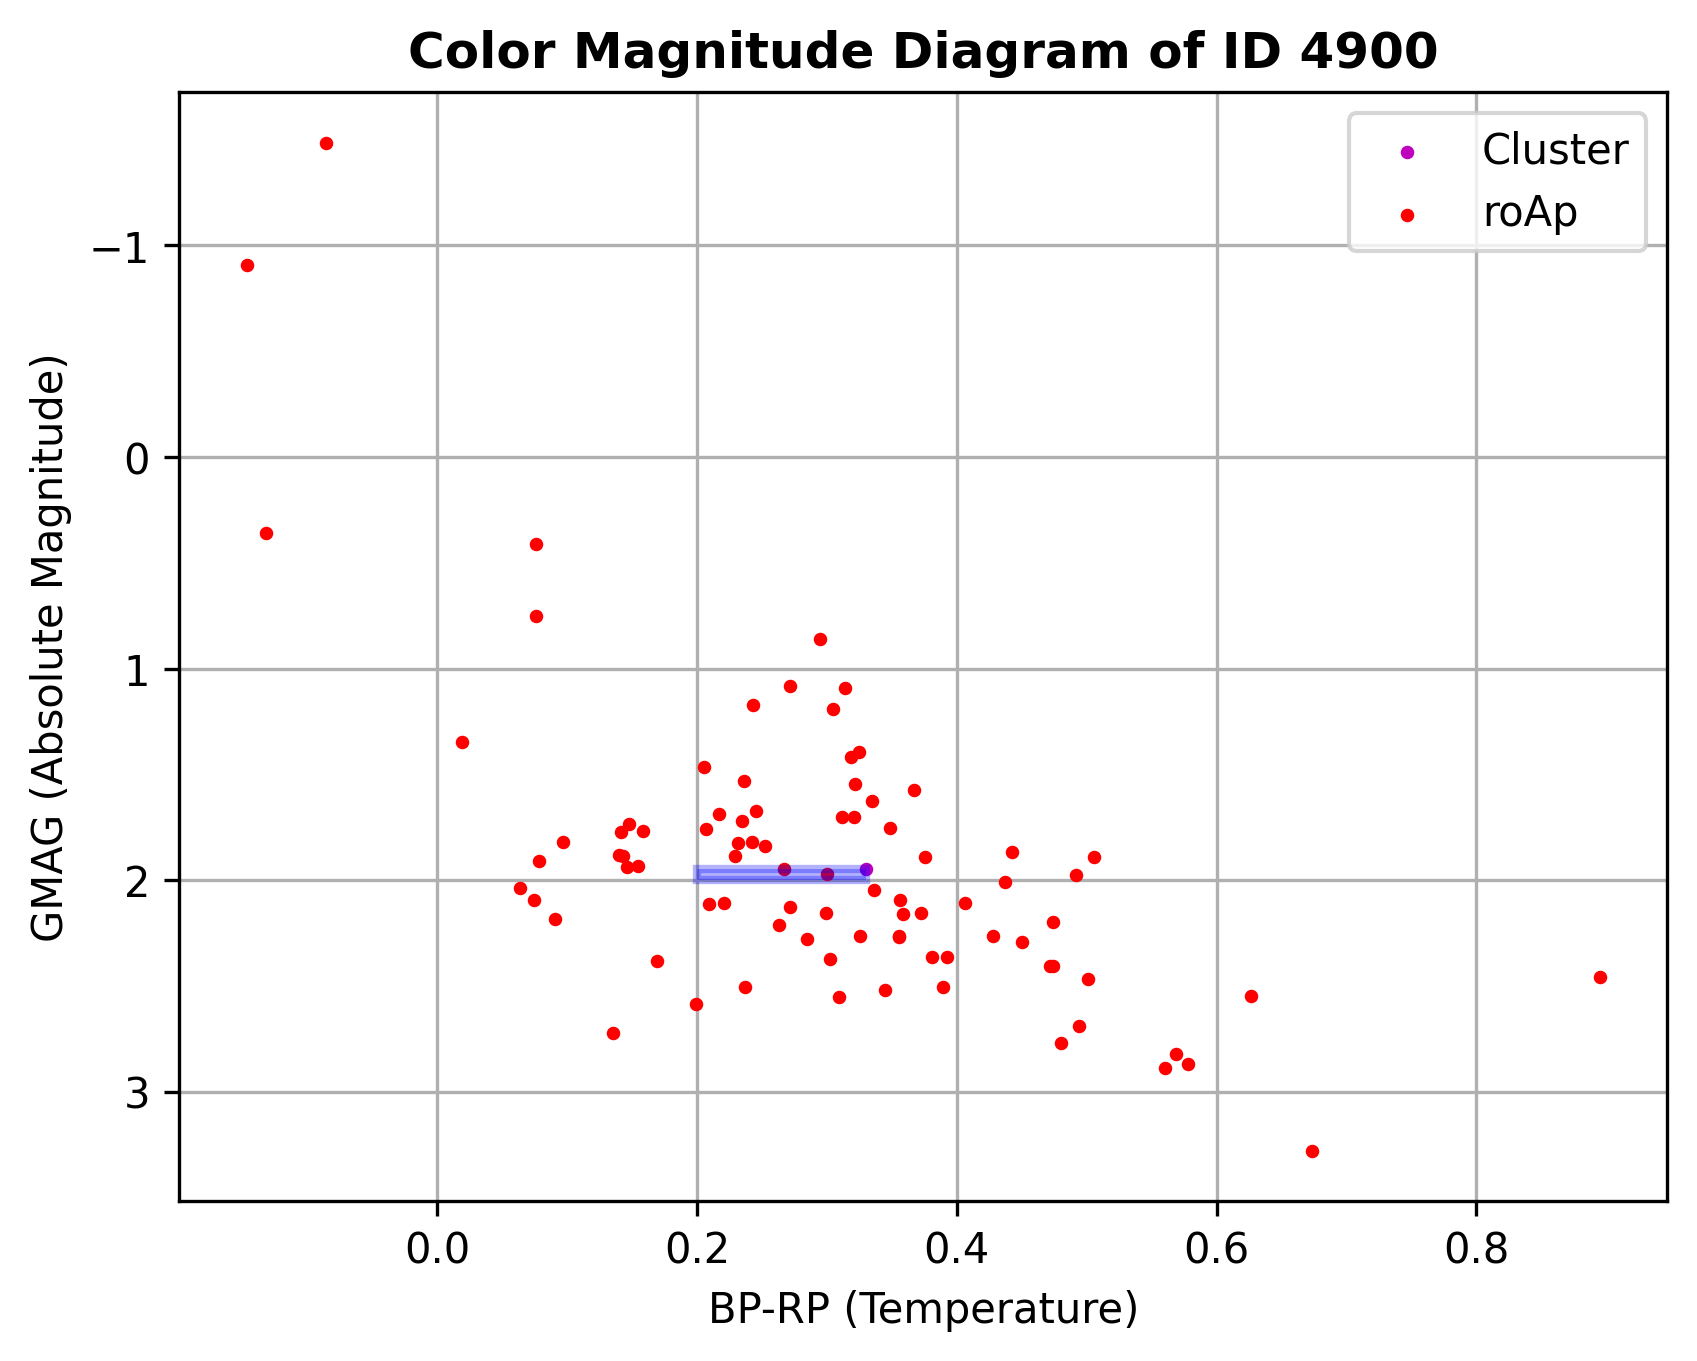 Color Magnitude Diagram of ID 4900
Cluster
roAp
GMAG (Absolute Magnitude)
−1
0
1
2
3
0.0 0.2 0.4 0.6 0.8
BP-RP (Temperature)